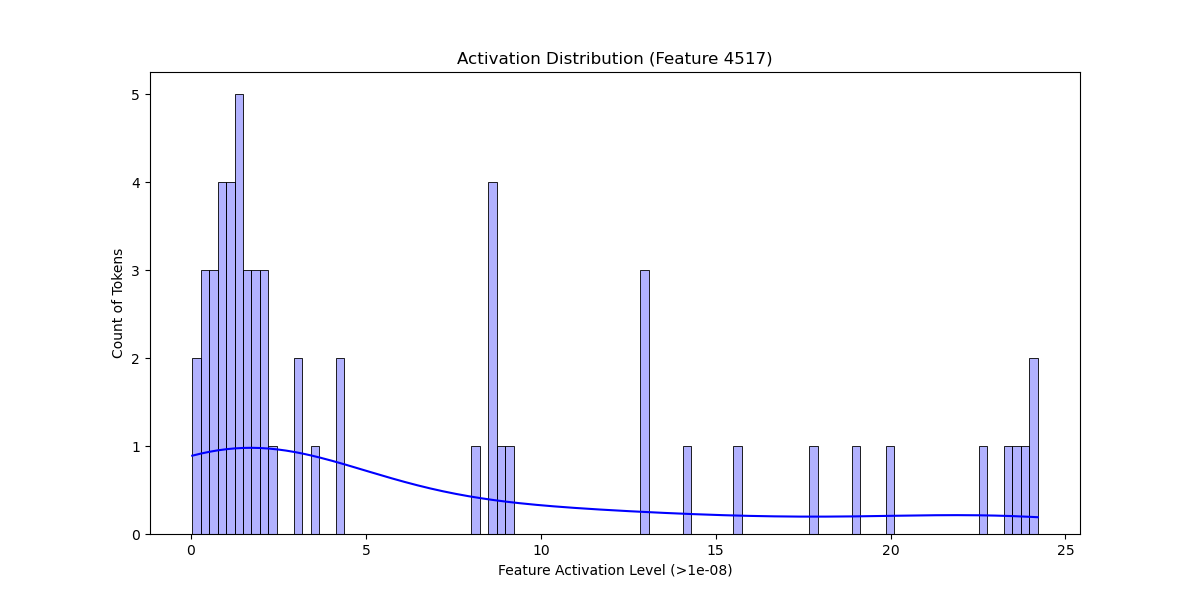 Activation Distribution (Feature 4517)
5
4
3
2
1
0
Count of Tokens
0 5 10 15 20 25
Feature Activation Level (>1e-08)